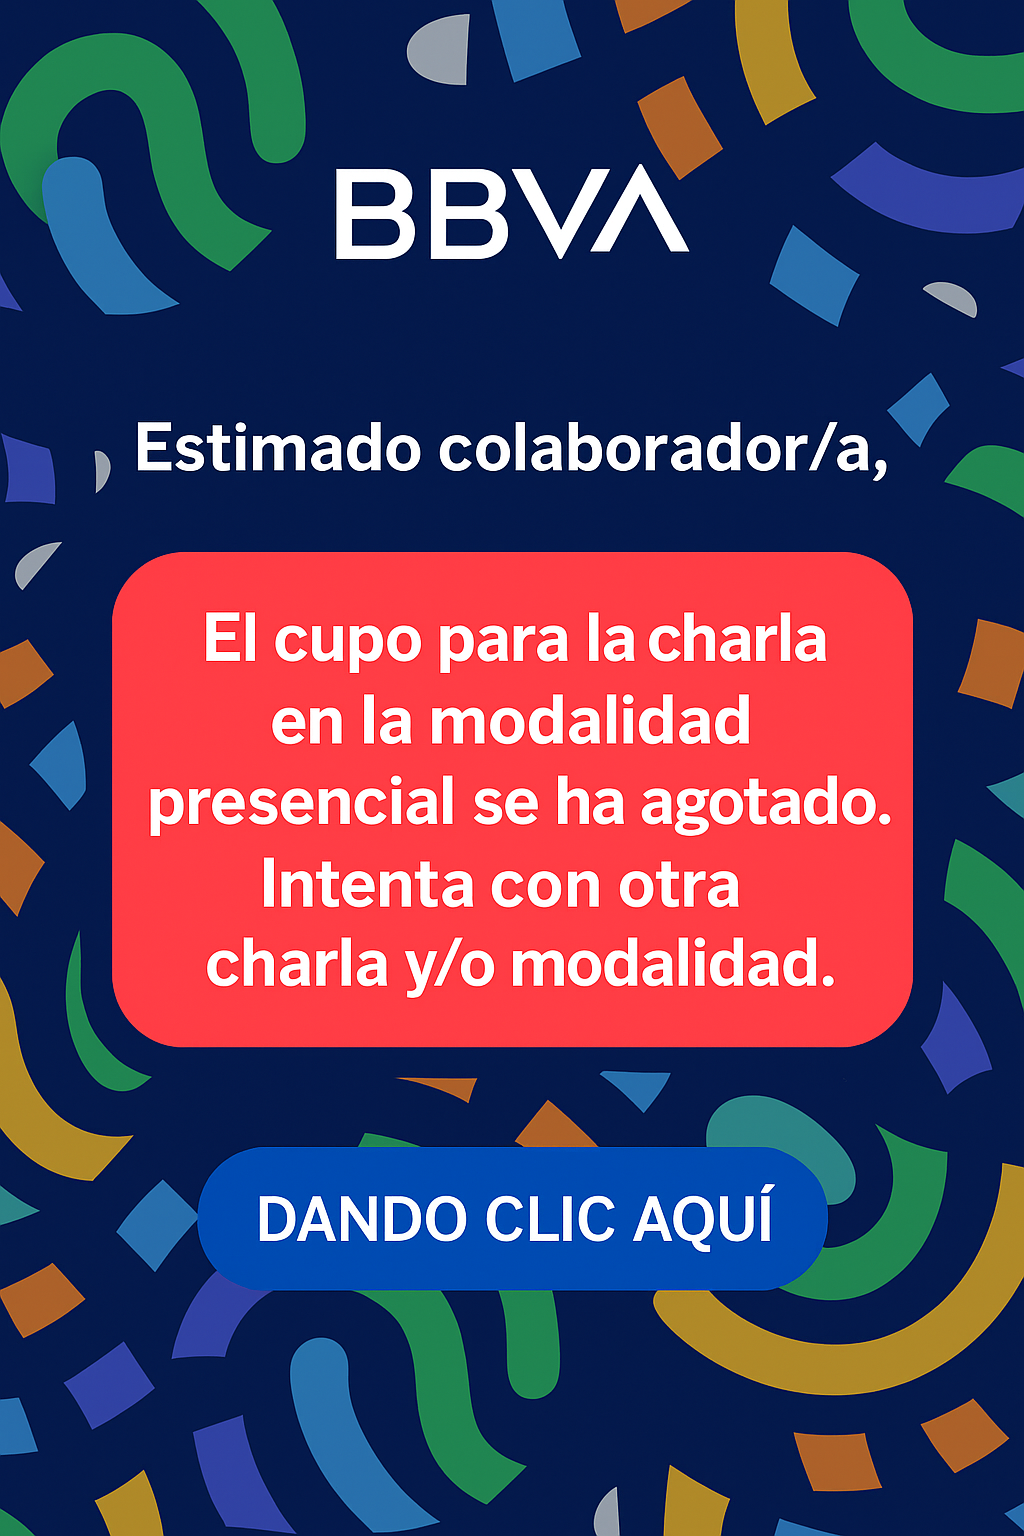 BBVA
Estimado colaborador/a,
El cupo para la charla
en la modalidad
presencial se ha agotado.
Intenta con otra
charla y/o modalidad.
DANDO CLIC AQUÍ